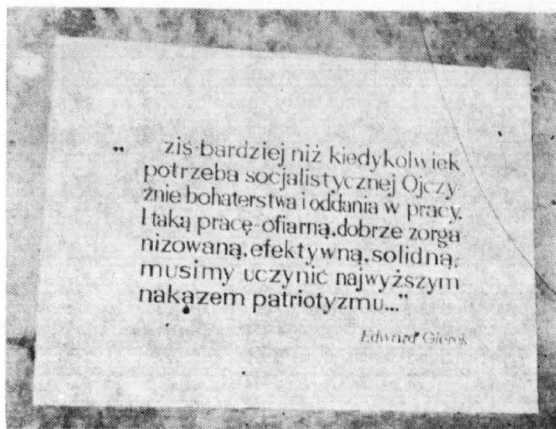 „ zis bardziej niż kiedykolwiek
potrzeba socjalistycznej Ojczy
źnie bohaterstwa i oddania w pracy.
I taką pracę-ofiarną, dobrze zorga
nizowaną, efektywną, solidną,
musimy uczynić najwyższym
nakazem patriotyzmu..."
Edward Gierek